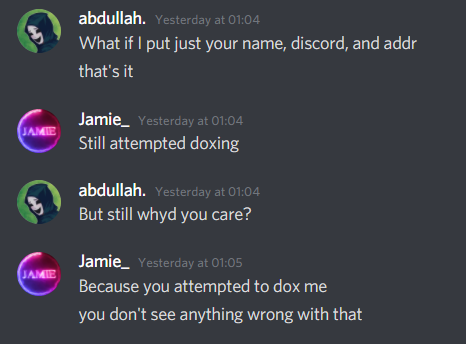 abdullah. Yesterday at 01:04
What if I put just your name, discord, and addr
that's it
JAMIE
Jamie_ Yesterday at 01:04
Still attempted doxing
abdullah. Yesterday at 01:04
But still whyd you care?
JAMIE
Jamie_ Yesterday at 01:05
Because you attempted to dox me
you don't see anything wrong with that